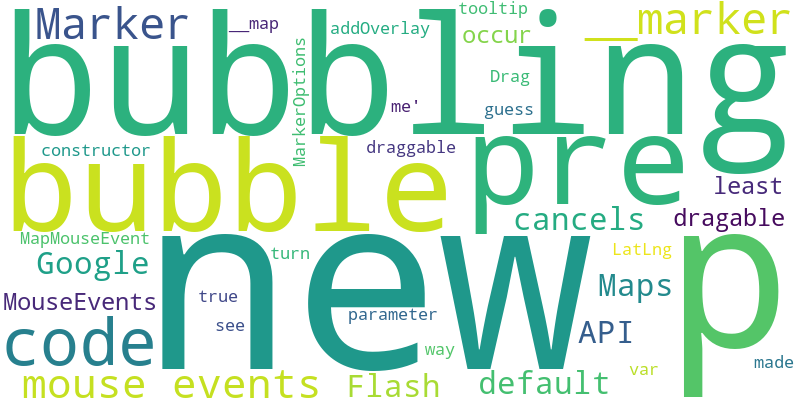 Marker
__map
addOverlay
tooltip
occur
__marker
bubbling
MarkerOptions
Drag
me'
guess
constructor
draggable
bubble
pre
least
cancels
dragable
MapMouseEvent
Google
turn
new
p
LatLng
Maps
MouseEvents
true
see
parameter
API
code
way
made
var
mouse events
Flash
default